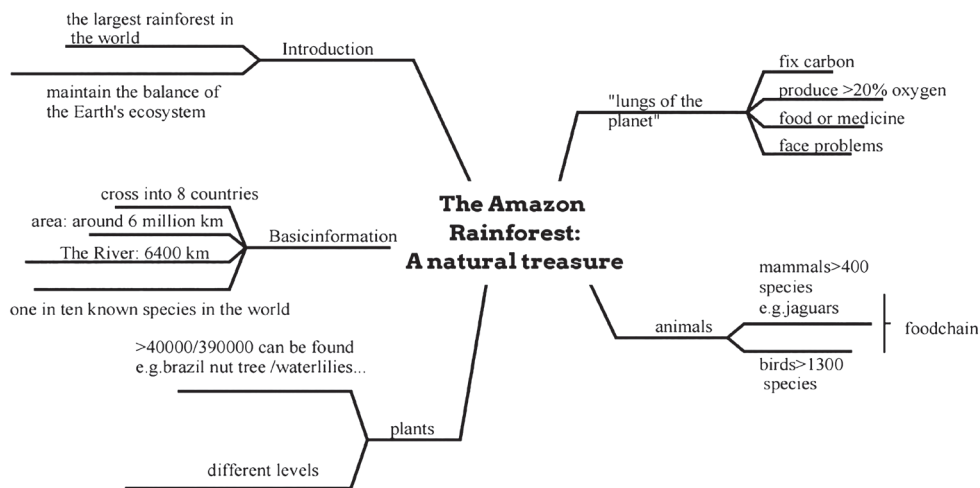 the largest rainforest in
the world
Introduction
maintain the balance of
the Earth's ecosystem
cross into 8 countries
area: around 6 million km
Basicinformation
The River: 6400 km
one in ten known species in the world
>40000/390000 can be found
e.g.brazil nut tree /waterlilies...
plants
different levels
The Amazon
Rainforest:
A natural treasure
"lungs of the
planet"
fix carbon
produce >20% oxygen
food or medicine
face problems
animals
mammals>400
species
e.g.jaguars
birds>1300
species
foodchain